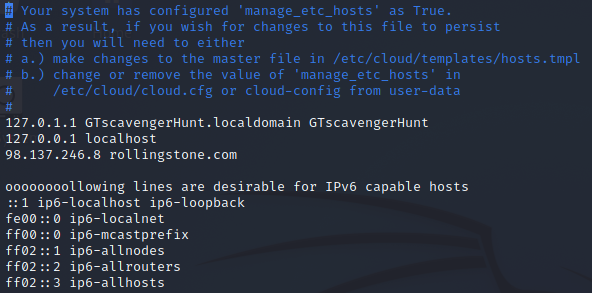 # Your system has configured 'manage_etc_hosts' as True.
# As a result, if you wish for changes to this file to persist
# then you will need to either
# a.) make changes to the master file in /etc/cloud/templates/hosts.tmpl
# b.) change or remove the value of 'manage_etc_hosts' in
#     /etc/cloud/cloud.cfg or cloud-config from user-data
#
127.0.1.1 GTscavengerHunt.localdomain GTscavengerHunt
127.0.0.1 localhost
98.137.246.8 rollingstone.com
oooooooollowing lines are desirable for IPv6 capable hosts
::1 ip6-localhost ip6-loopback
fe00::0 ip6-localnet
ff00::0 ip6-mcastprefix
ff02::1 ip6-allnodes
ff02::2 ip6-allrouters
ff02::3 ip6-allhosts